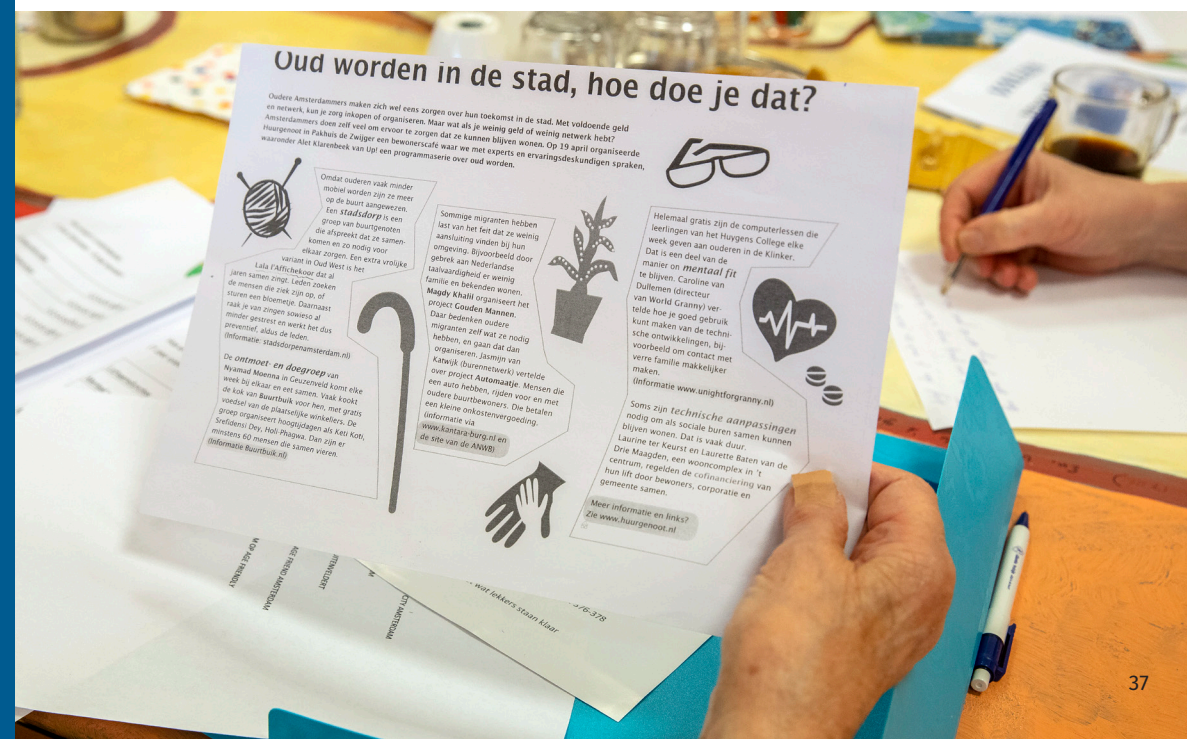 Oud worden in de stad, hoe doe je dat?
Oudere Amsterdammers maken zich wel eens zorgen over hun toekomst in de stad. Met voldoende geld
en netwerk, kun je zorg inkopen of organiseren. Maar wat als je weinig geld of weinig netwerk hebt?
Amsterdammers doen zelf veel om ervoor te zorgen dat ze kunnen blijven wonen. Op 19 april organiseerde
Huurgenoot in Pakhuis de Zwijger een bewonerscafé waar we met experts en ervaringsdeskundigen spraken,
waaronder Alet Klarenbeek van Up! een programmaserie over oud worden.
Omdat ouderen vaak minder
mobiel worden zijn ze meer
op de buurt aangewezen.
Een stadsdorp is een
groep van buurtgenoten
die afspreekt dat ze samen-
komen en zo nodig voor
elkaar zorgen. Een extra vrolijke
variant in Oud West is het
Lala l'Affichekoor dat al
jaren samen zingt. Leden zoeken
de mensen die ziek zijn op, of
sturen een bloemetje. Daarnaast
raak je van zingen sowieso al
minder gestrest en werkt het dus
preventief, aldus de leden.
(Informatie: stadsdorpenamsterdam.nl)
De ontmoet- en doegroep van
Nyamad Moenna in Geuzenveld komt elke
week bij elkaar en eet samen. Vaak kookt
de kok van Buurtbuik voor hen, met gratis
voedsel van de plaatselijke winkeliers. De
groep organiseert hoogtijdagen als Keti Koti,
Srefidensi Dey, Holi Phagwa. Dan zijn er
minstens 60 mensen die samen vieren.
(Informatie Buurtbuik.nl)
Sommige migranten hebben
last van het feit dat ze weinig
aansluiting vinden bij hun
omgeving. Bijvoorbeeld door
gebrek aan Nederlandse
taalvaardigheid er weinig
familie en bekenden wonen.
Magdy Khalil organiseert het
project Gouden Mannen.
Daar bedenken oudere
migranten zelf wat ze nodig
hebben, en gaan dat dan
organiseren. Jasmijn van
Katwijk (burennetwerk) vertelde
over project Automaatje. Mensen die
een auto hebben, rijden voor en met
oudere buurtbewoners. Die betalen
een kleine onkostenvergoeding.
(informatie via
www.kantara-burg.nl en
de site van de ANWB)
Helemaal gratis zijn de computerlessen die
leerlingen van het Huygens College elke
week geven aan ouderen in de Klinker.
Dat is een deel van de
manier on mentaal fit
te blijven. Caroline van
Dullemen (directeur
van World Granny) ver-
telde hoe je goed gebruik
kunt maken van de techni-
sche ontwikkelingen, bij-
voorbeeld om contact met
verre familie makkelijker
maken.
(Informatie www.unightforgranny.nl)
Soms zijn technische aanpassingen
nodig om als sociale buren samen kunnen
blijven wonen. Dat is vaak duur.
Laurine ter Keurst en Laurette Baten van de
Drie Maagden, een wooncomplex in 't
centrum, regelden de cofinanciering van
hun lift door bewoners, corporatie en
gemeente samen.
Meer informatie en links?
Zie www.huurgenoot.nl
M OP AGE FRIENDLY
AGE FRIEND AMSTERDAM
ITENVELDERT
CITY AMSTERDAM
wat lekkers staan klaar
376-378
37